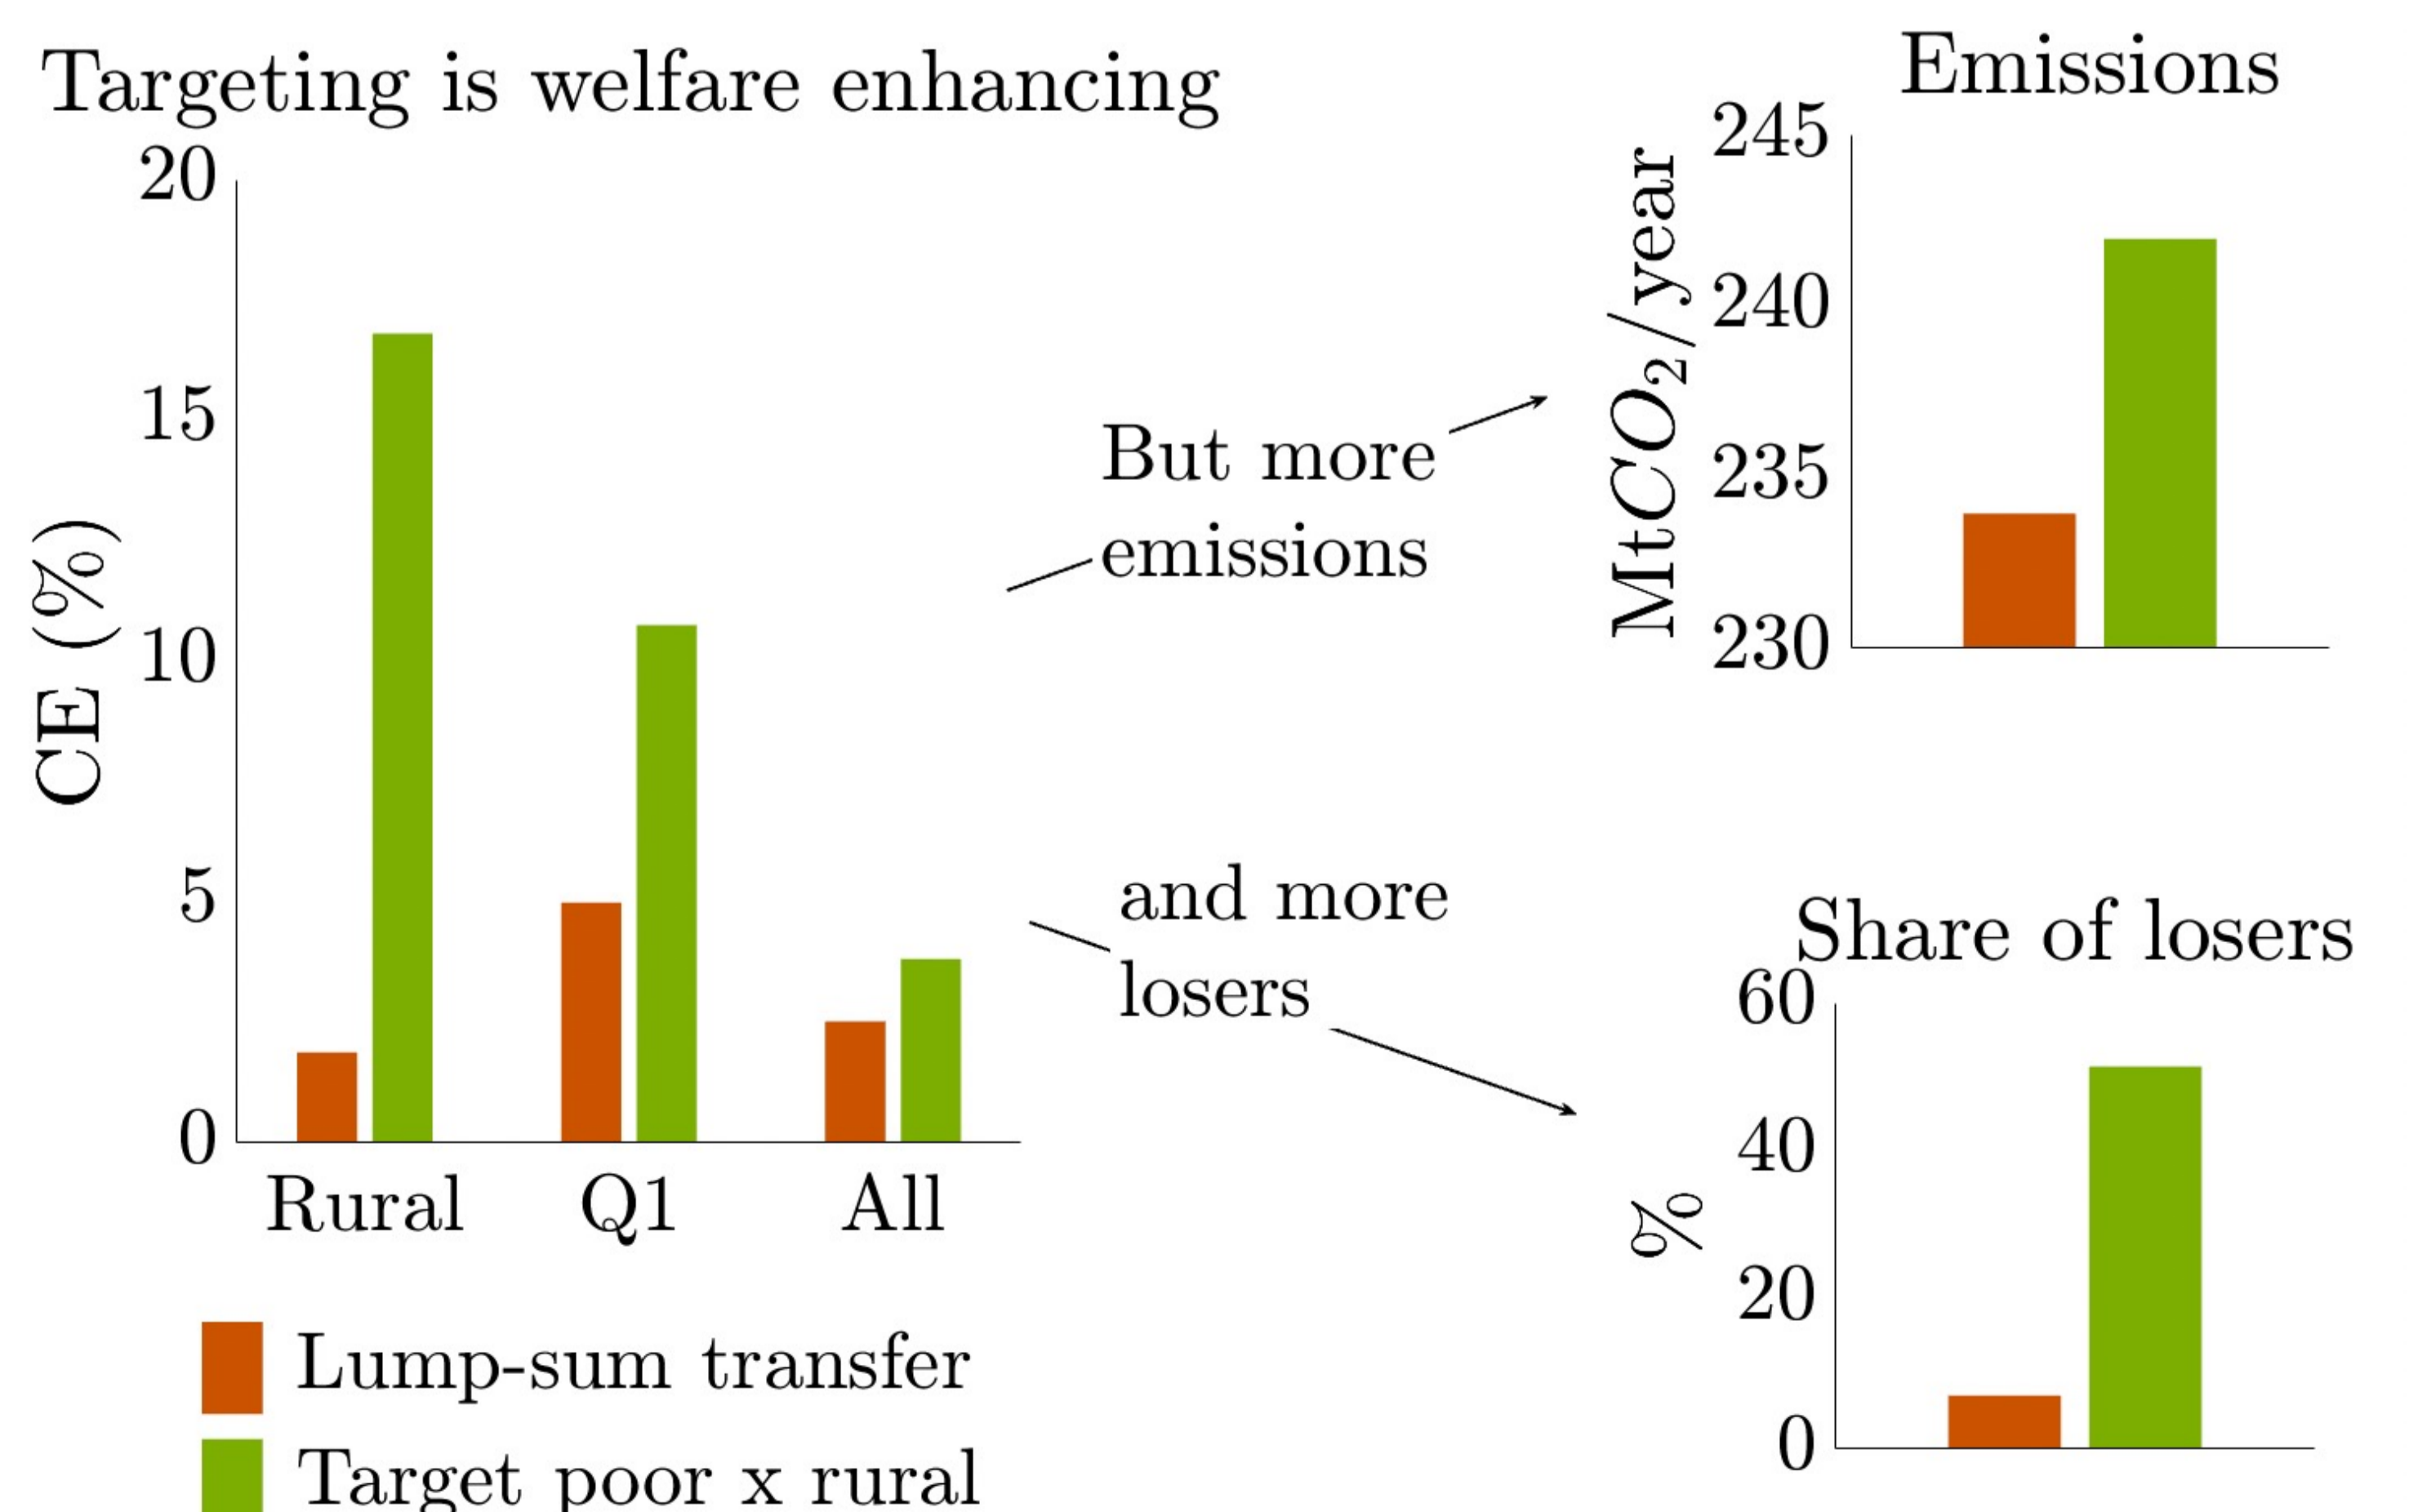 Targeting is welfare enhancing
20
15
10
5
0
CE (%)
Rural Q1 All
Lump-sum transfer
Target poor x rural
But more
emissions
and more
losers
Emissions
245
240
235
230
MtCO₂/year
Share of losers
60
40
20
0
%